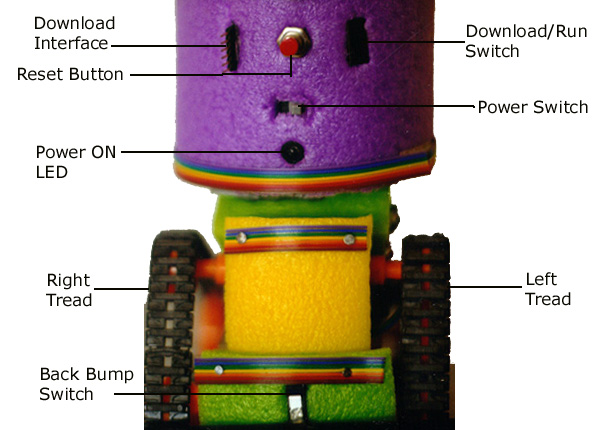 Download
Interface
Reset Button
Download/Run
Switch
Power Switch
Power ON
LED
Right
Tread
Left
Tread
Back Bump
Switch